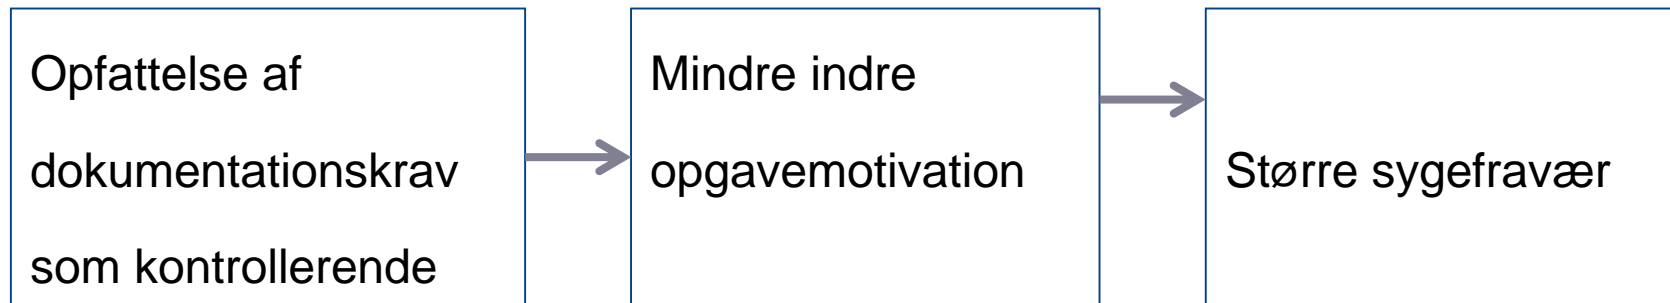 Opfattelse af
dokumentationskrav
som kontrollerende
Mindre indre
opgavemotivation
Større sygefravær